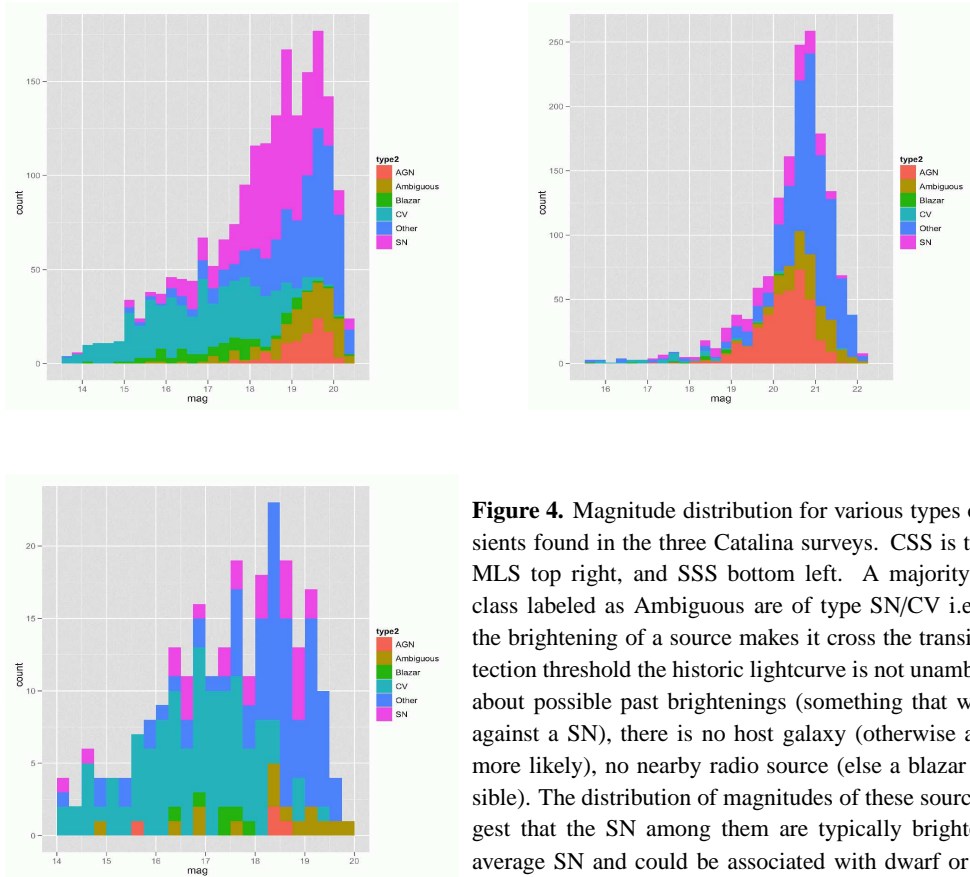 150
100
50
0
count
14 15 16 17 18 19 20
mag
type2
AGN
Ambiguous
Blazar
CV
Other
SN
250
200
150
100
50
0
count
16 17 18 19 20 21 22
mag
type2
AGN
Ambiguous
Blazar
CV
Other
SN
20
15
10
5
0
count
14 15 16 17 18 19 20
mag
type2
AGN
Ambiguous
Blazar
CV
Other
SN
Figure 4. Magnitude distribution for various types
sients found in the three Catalina surveys. CSS is
MLS top right, and SSS bottom left. A majority
class labeled as Ambiguous are of type SN/CV i.e.
the brightening of a source makes it cross the transi
tection threshold the historic lightcurve is not unamb
about possible past brightenings (something that w
against a SN), there is no host galaxy (otherwise a
more likely), no nearby radio source (else a blazar
sible). The distribution of magnitudes of these sourc
gest that the SN among them are typically brighte
average SN and could be associated with dwarf or